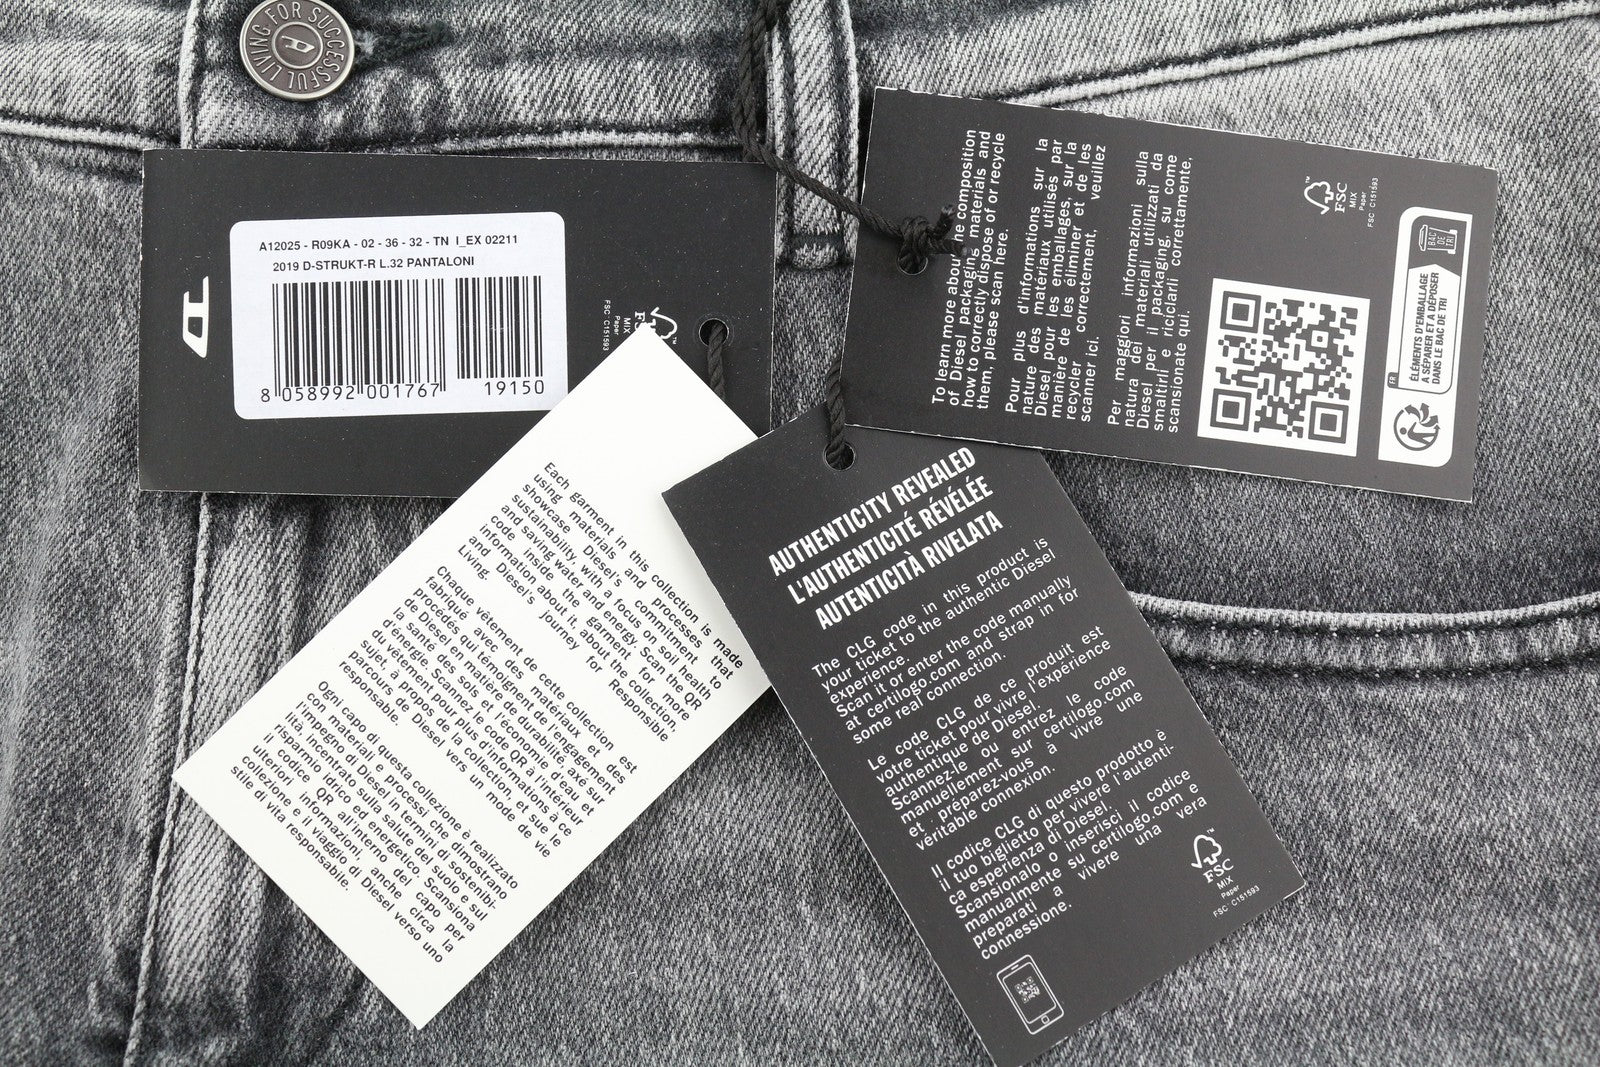 FOR SUCCESSFUL LIVING
A12025 - R09KA - 02 - 36 - 32 - TN I_EX 02211
2019 D-STRUKT-R L.32 PANTALONI
8 058992 001767
19150
MIX
Paper
FSC C151593
To learn more about the composition
of Diesel packaging materials and
how to correctly dispose of or recycle
them, please scan here.
Pour plus d'informations sur la
nature des matériaux utilisés par
Diesel pour les emballages, sur la
manière de les éliminer et de les
recycler correctement, veuillez
scanner ici.
Per maggiori informazioni sulla
natura dei materiali utilizzati da
Diesel per il packaging, su come
smaltirli e riciclarli correttamente,
scansionate qui.
FSC
MIX
FSC C151593
BAC
DE
TRI
FR
ÉLÉMENTS D'EMBALLAGE
A SÉPARER ET A DÉPOSER
DANS LE BAC DE TRI
Each garment in this collection is made
using materials and processes that
showcase Diesel's commitment to
sustainability, with a focus on soil health
and saving water and energy. Scan the QR
code inside the garment for more
information about it, about the collection,
and Diesel's journey for Responsible
Living.
Chaque vêtement de cette collection est
fabriqué avec des matériaux et des
procédés qui témoignent de l'engagement
de Diesel en matière de durabilité, axé sur
la santé des sols et l'économie d'eau et
d'énergie. Scannez le code QR à l'intérieur
du vêtement pour plus d'informations à ce
sujet, à propos de la collection, et sur le
parcours de Diesel vers un mode de vie
responsable.
Ogni capo di questa collezione è realizzato
con materiali e processi che dimostrano
l'impegno di Diesel in termini di sostenibi-
lità, incentrato sulla salute del suolo e sul
risparmio idrico ed energetico. Scansiona
il codice QR all'interno del capo per
ulteriori informazioni, anche circa la
collezione e il viaggio di Diesel verso uno
stile di vita responsabile.
AUTHENTICITY REVEALED
L'AUTHENTICITÉ RÉVÉLÉE
AUTENTICITÀ RIVELATA
The CLG code in this product is
your ticket to the authentic Diesel
experience.
Scan it or enter the code manually
at certilogo.com and strap in for
some real connection.
Le code CLG de ce produit est
votre ticket pour vivre l'expérience
authentique de Diesel.
Scannez-le ou entrez le code
manuellement sur certilogo.com
et préparez-vous à vivre une
véritable connexion.
Il codice CLG di questo prodotto è
il tuo biglietto per vivere l'autenti-
ca esperienza di Diesel.
Scansionalo o inserisci il codice
manualmente su certilogo.com e
preparati a vivere una vera
connessione.
FSC
MIX
Paper
FSC C151593